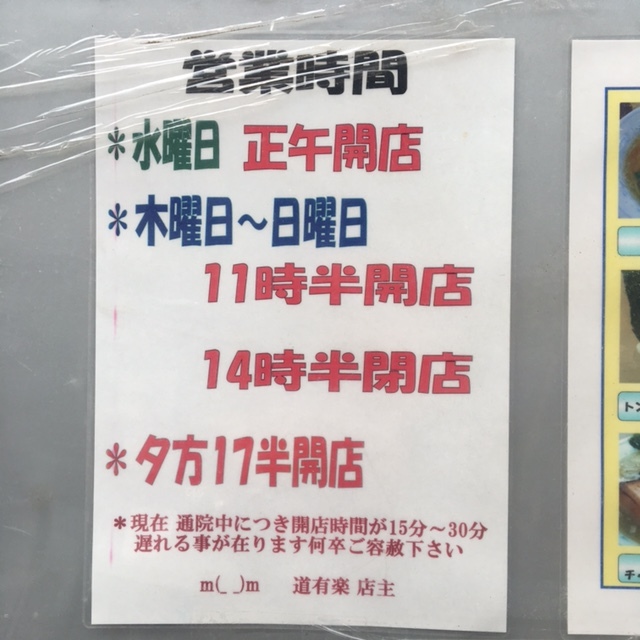 営業時間
＊水曜日 正午開店
＊木曜日～日曜日
11時半開店
14時半閉店
＊夕方17半開店
＊現在 通院中につき開店時間が15分～30分
遅れる事が在ります何卒ご容赦下さい
m(_ _)m 道有楽 店主
トン
チャ